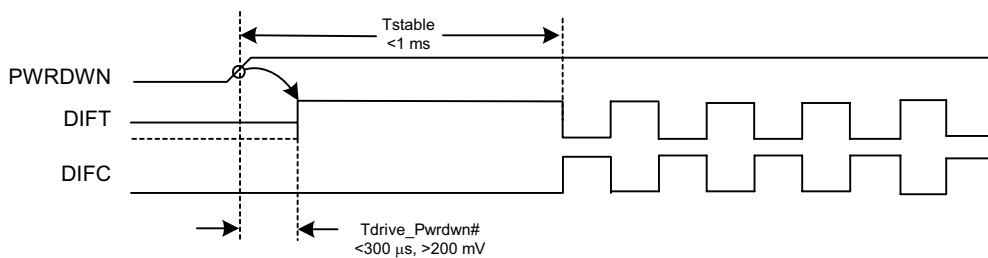 Tstable
<1 ms
PWRDWN
DIFT
DIFC
Tdrive_Pwrdwn#
<300 μs, >200 mV